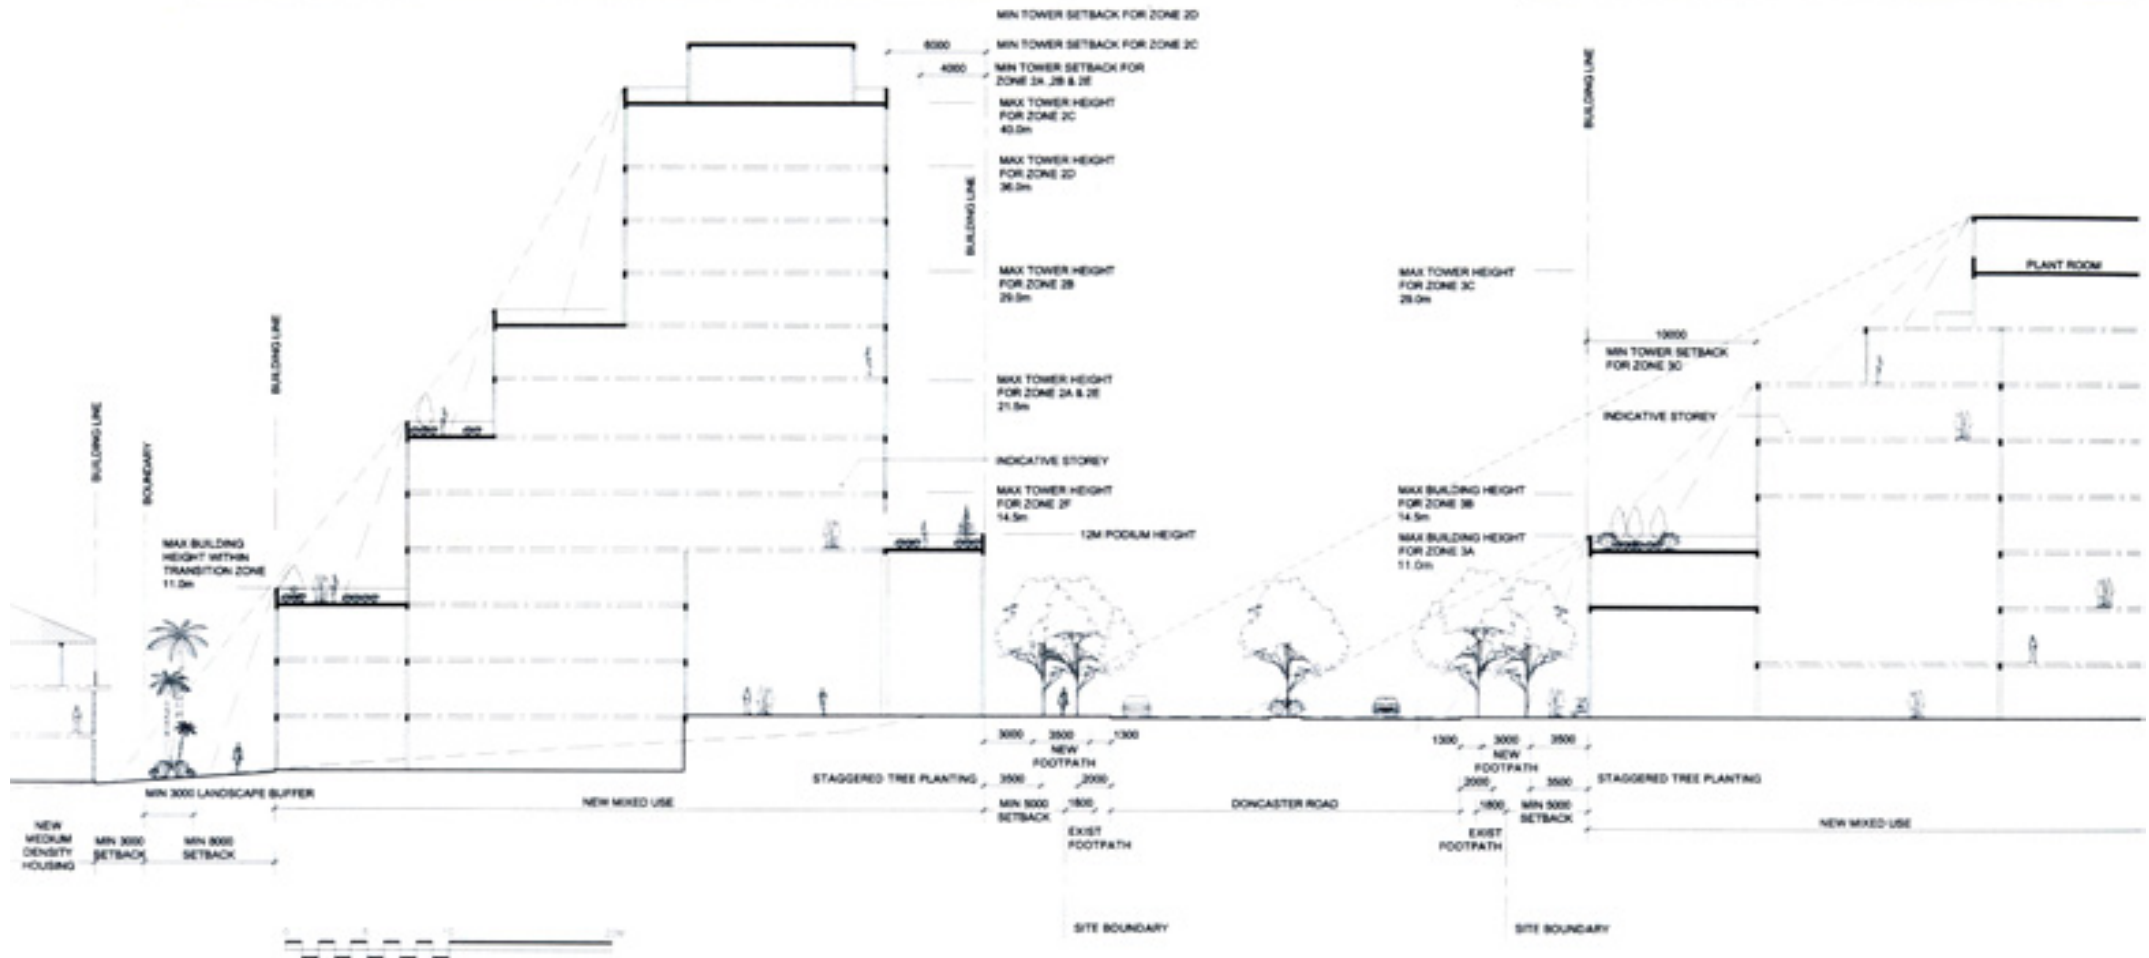 MIN TOWER SETBACK FOR ZONE 2D
6000
MIN TOWER SETBACK FOR ZONE 2C
4000
MIN TOWER SETBACK FOR
ZONE 2A ,2B & 2E
MAX TOWER HEIGHT
FOR ZONE 2C
40.0m
MAX TOWER HEIGHT
FOR ZONE 2D
36.0m
BUILDING LINE
MAX TOWER HEIGHT
FOR ZONE 2B
29.0m
MAX TOWER HEIGHT
FOR ZONE 2A & 2E
21.5m
INDICATIVE STOREY
MAX TOWER HEIGHT
FOR ZONE 2F
14.5m
12M PODIUM HEIGHT
BUILDING LINE
MAX TOWER HEIGHT
FOR ZONE 3C
29.0m
10000
MIN TOWER SETBACK
FOR ZONE 3C
INDICATIVE STOREY
PLANT ROOM
MAX BUILDING HEIGHT
FOR ZONE 3B
14.5m
MAX BUILDING HEIGHT
FOR ZONE 3A
11.0m
BUILDING LINE
BUILDING LINE
BOUNDARY
MAX BUILDING
HEIGHT WITHIN
TRANSITION ZONE
11.0m
3000
3500
1300
NEW
FOOTPATH
1300
3000
3500
NEW
FOOTPATH
STAGGERED TREE PLANTING
3500
2000
2000
3500
STAGGERED TREE PLANTING
MIN 3000 LANDSCAPE BUFFER
NEW MIXED USE
MIN 5000
SETBACK
1800
DONCASTER ROAD
1800
MIN 5000
SETBACK
NEW MIXED USE
NEW
MEDIUM
DENSITY
HOUSING
MIN 3000
SETBACK
MIN 8000
SETBACK
EXIST
FOOTPATH
EXIST
FOOTPATH
SITE BOUNDARY
SITE BOUNDARY